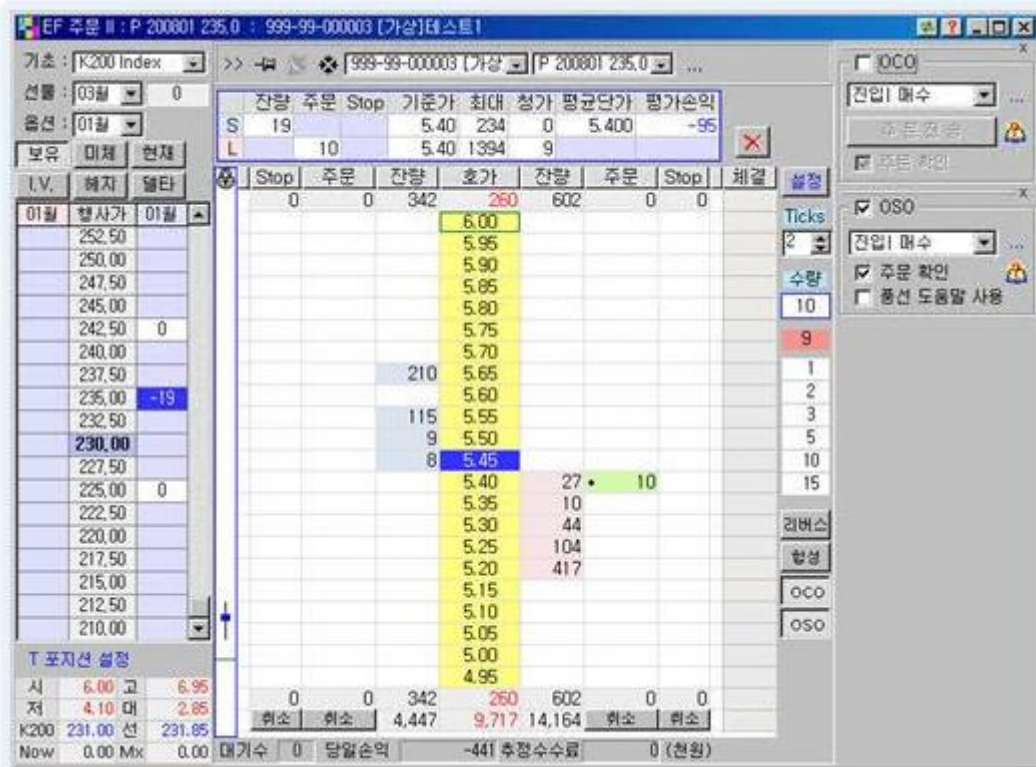 EF 주문 II : P 200801 235.0 : 999-99-000003 [가상]테스트1
기초 : K200 Index
선물 : 03월 0
옵션 : 01월
보유 미체 현재
I.V. 헤지 델타
01월 행사가 01월
252.50
250.00
247.50
245.00
242.50 0
240.00
237.50
235.00 -19
232.50
230.00
227.50
225.00 0
222.50
220.00
217.50
215.00
212.50
210.00
T 포지션 설정
시 6.00 고 6.95
저 4.10 대 2.85
K200 231.00 선 231.85
Now 0.00 Mx 0.00
>> 999-99-000003 [가상 P 200801 235.0 ...
잔량 주문 Stop 기준가 최대 청가 평균단가 평가손익
S 19 5.40 234 0 5.400 -95
L 10 5.40 1394 9
Stop 주문 잔량 호가 잔량 주문 Stop 체결
0 0 342 260 602 0 0
6.00
5.95
5.90
5.85
5.80
5.75
5.70
210 5.65
5.60
115 5.55
9 5.50
8 5.45
5.40 27 • 10
5.35 10
5.30 44
5.25 104
5.20 417
5.15
5.10
5.05
5.00
4.95
0 0 342 260 602 0 0
취소 취소 4,447 9,717 14,164 취소 취소
대기수 0 당일손익 -441 추정수수료 0 (천원)
설정
Ticks
2
수량
10
9
1
2
3
5
10
15
리버스
합성
OCO
OSO
OCO
진입I 매수 ...
주문전송
주문 확인
OSO
진입I 매수 ...
주문 확인
풍선 도움말 사용